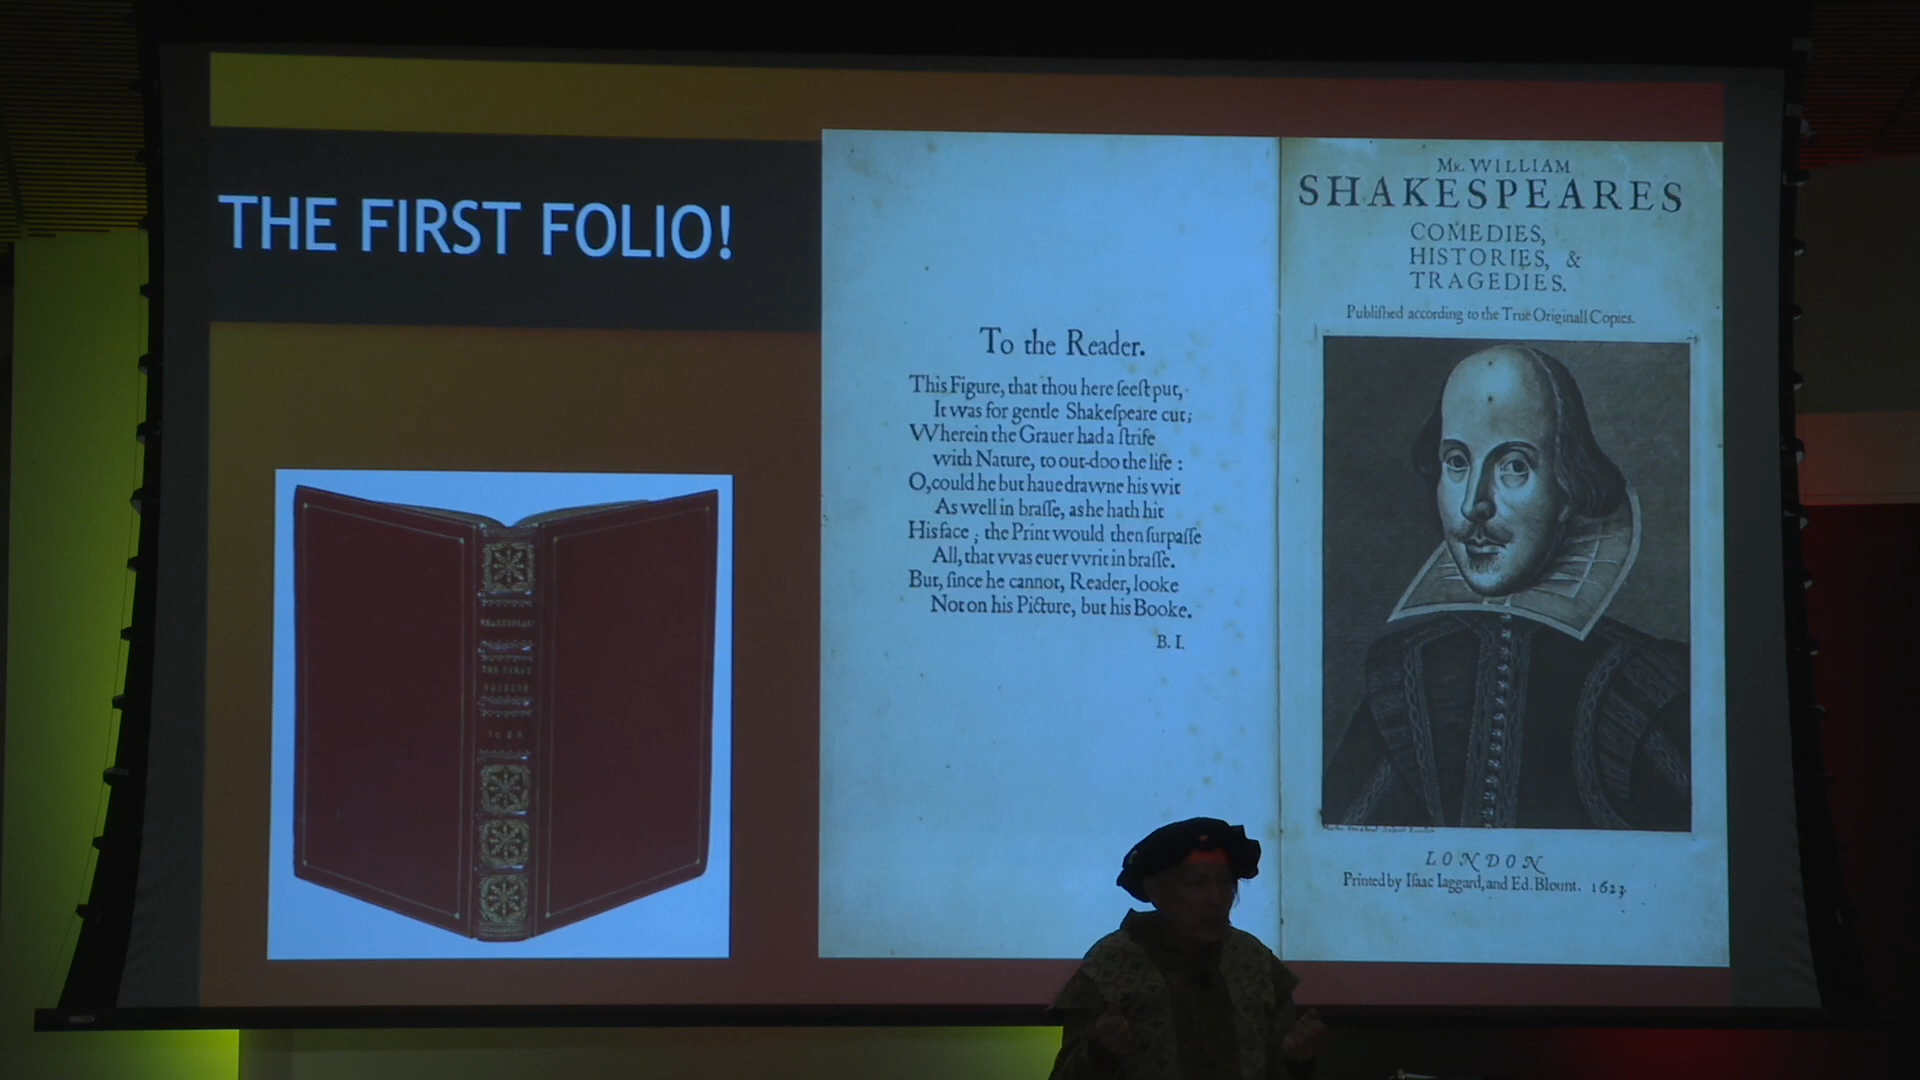 THE FIRST FOLIO!
SHAKESPEARE
THE FIRST
To the Reader.
This Figure, that thou here ſeeſt put,
It was for gentle Shakeſpeare cut;
Wherein the Grauer had a ſtrife
with Nature, to out-doo the life :
O, could he but haue drawne his wit
As well in braſſe, as he hath hit
His face ; the Print would then ſurpaſſe
All, that vvas euer vvrit in braſſe.
But, ſince he cannot, Reader, looke
Not on his Picture, but his Booke.
B. I.
Mr. WILLIAM
SHAKESPEARES
COMEDIES,
HISTORIES, &
TRAGEDIES.
Publiſhed according to the True Originall Copies.
LONDON
Printed by Iſaac Iaggard, and Ed. Blount. 1623.